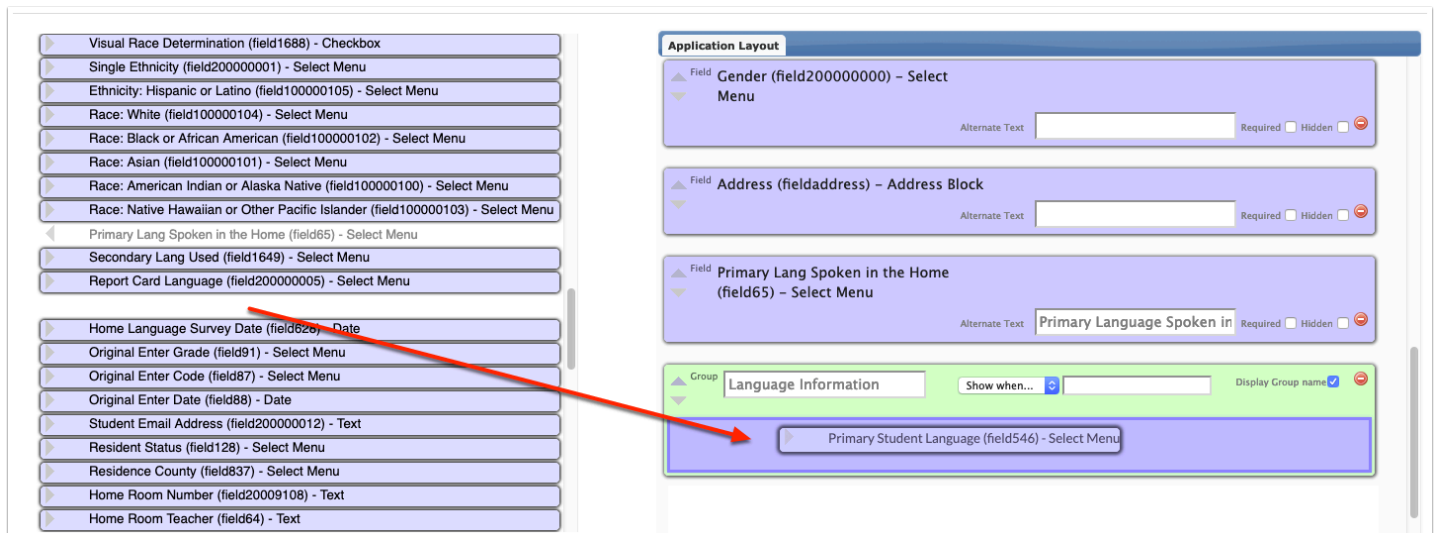 Visual Race Determination (field1688) - Checkbox
Single Ethnicity (field200000001) - Select Menu
Ethnicity: Hispanic or Latino (field100000105) - Select Menu
Race: White (field100000104) - Select Menu
Race: Black or African American (field100000102) - Select Menu
Race: Asian (field100000101) - Select Menu
Race: American Indian or Alaska Native (field100000100) - Select Menu
Race: Native Hawaiian or Other Pacific Islander (field100000103) - Select Menu
Primary Lang Spoken in the Home (field65) - Select Menu
Secondary Lang Used (field1649) - Select Menu
Report Card Language (field200000005) - Select Menu
Home Language Survey Date (field628) - Date
Original Enter Grade (field91) - Select Menu
Original Enter Code (field87) - Select Menu
Original Enter Date (field88) - Date
Student Email Address (field200000012) - Text
Resident Status (field128) - Select Menu
Residence County (field837) - Select Menu
Home Room Number (field20009108) - Text
Home Room Teacher (field64) - Text
Application Layout
Field Gender (field200000000) – Select
Menu
Alternate Text Required Hidden
Field Address (fieldaddress) – Address Block
Alternate Text Required Hidden
Field Primary Lang Spoken in the Home
(field65) – Select Menu
Alternate Text Primary Language Spoken in Required Hidden
Group Language Information Show when... Display Group name
Primary Student Language (field546) - Select Menu